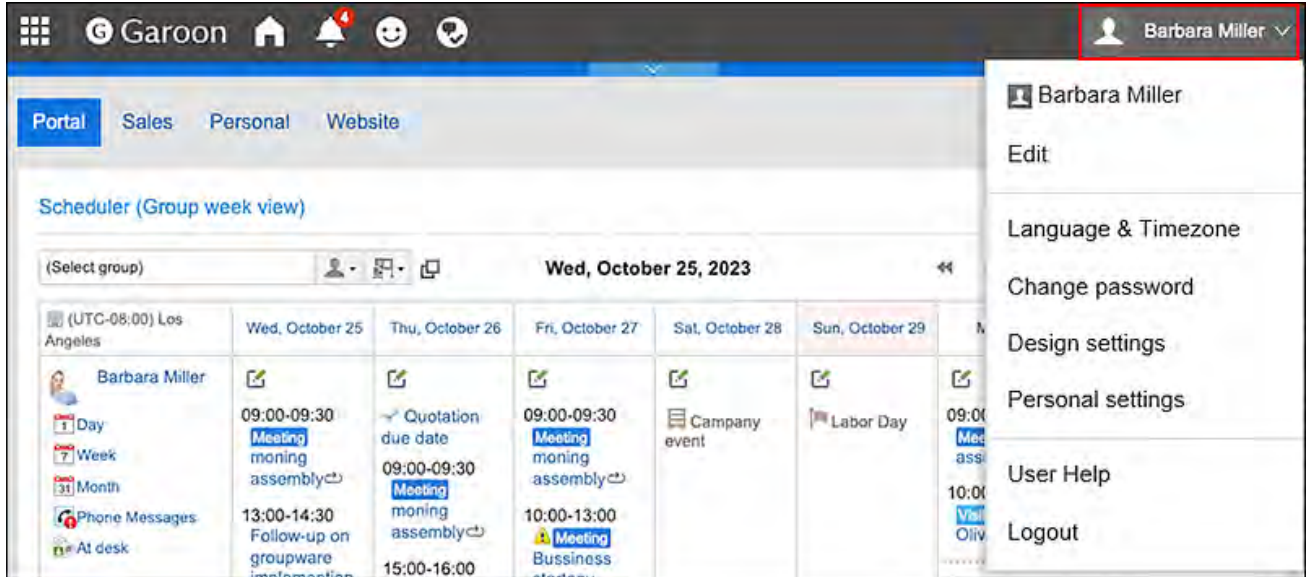 Garoon 4 Barbara Miller
Barbara Miller
Edit
Language & Timezone
Change password
Design settings
Personal settings
User Help
Logout
Portal Sales Personal Website
Scheduler (Group week view)
(Select group) Wed, October 25, 2023
(UTC-08:00) Los
Angeles
Wed, October 25
Thu, October 26
Fri, October 27
Sat, October 28
Sun, October 29
Barbara Miller
Day
Week
Month
Phone Messages
At desk
09:00-09:30
Meeting
moning
assembly
13:00-14:30
Follow-up on
groupware
Quotation
due date
09:00-09:30
Meeting
moning
assembly
15:00-16:00
09:00-09:30
Meeting
moning
assembly
10:00-13:00
Meeting
Bussiness
Campany
event
Labor Day